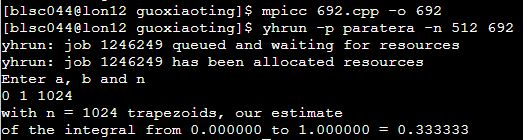 [blsc044@lon12 guoxiaoting]$ mpicc 692.cpp -o 692
[blsc044@lon12 guoxiaoting]$ yhrun -p paratera -n 512 692
yhrun: job 1246249 queued and waiting for resources
yhrun: job 1246249 has been allocated resources
Enter a, b and n
0 1 1024
with n = 1024 trapezoids, our estimate
of the integral from 0.000000 to 1.000000 = 0.333333